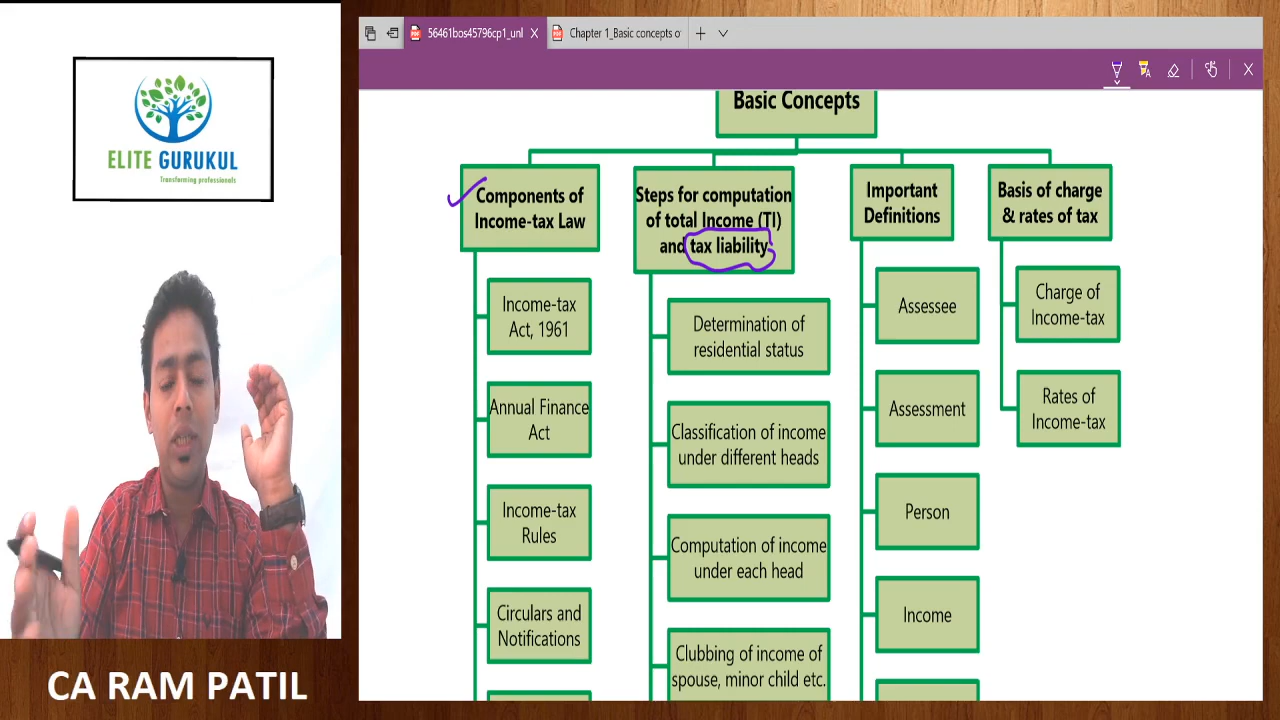 56461bos45796cp1_unl
Chapter 1_Basic concepts o
ELITE GURUKUL
Transforming professionals
Basic Concepts
Components of
Income-tax Law
Income-tax
Act, 1961
Annual Finance
Act
Income-tax
Rules
Circulars and
Notifications
Steps for computation
of total Income (TI)
and tax liability
Determination of
residential status
Classification of income
under different heads
Computation of income
under each head
Clubbing of income of
spouse, minor child etc.
Important
Definitions
Assessee
Assessment
Person
Income
Basis of charge
& rates of tax
Charge of
Income-tax
Rates of
Income-tax
CA RAM PATIL